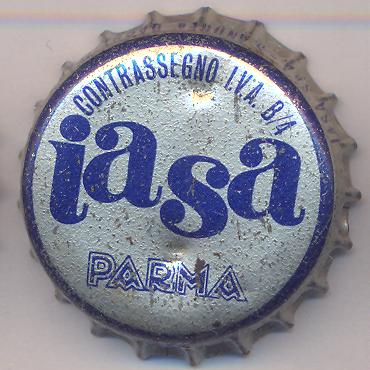 CONTRASSEGNO I.V.A. B/4
iasa
PARMA